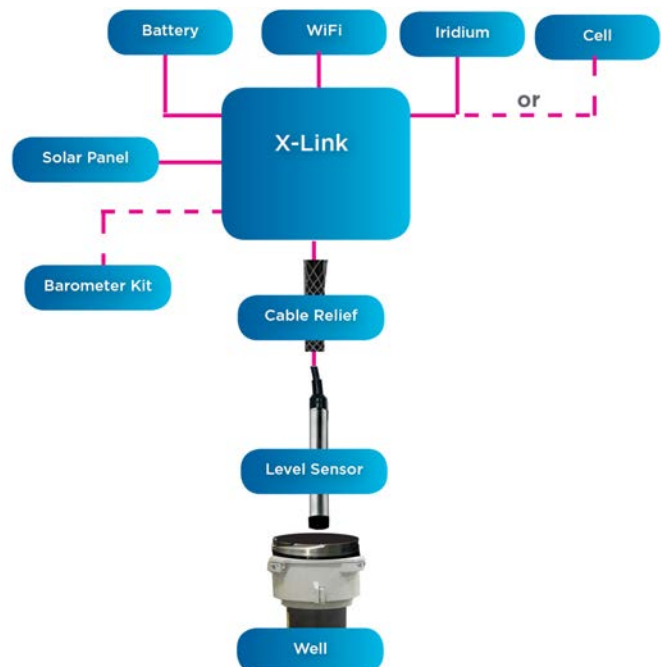 Battery
WiFi
Iridium
Cell
or
X-Link
Solar Panel
Barometer Kit
Cable Relief
Level Sensor
Well